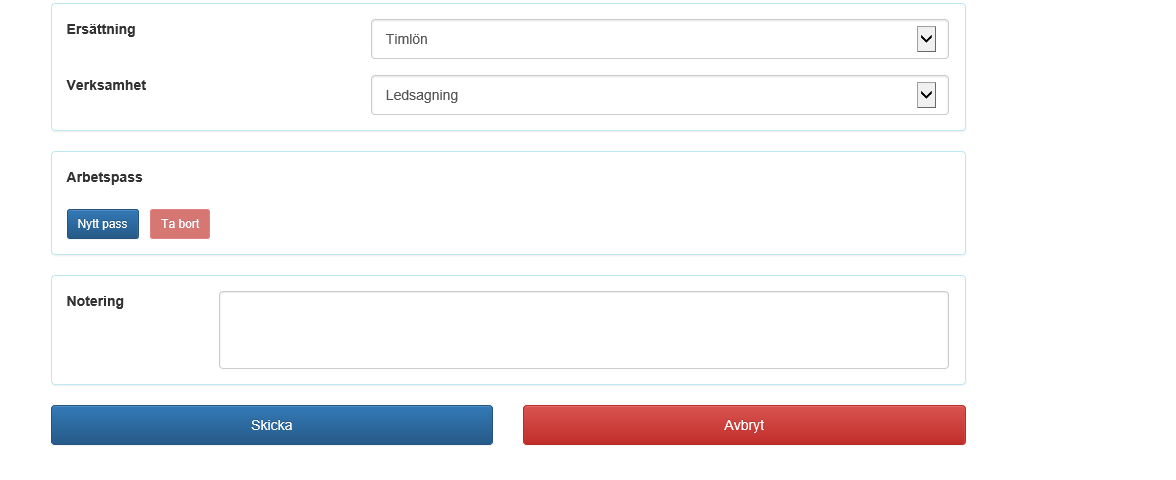 Ersättning
Timlön
Verksamhet
Ledsagning
Arbetspass
Nytt pass Ta bort
Notering
Skicka Avbryt